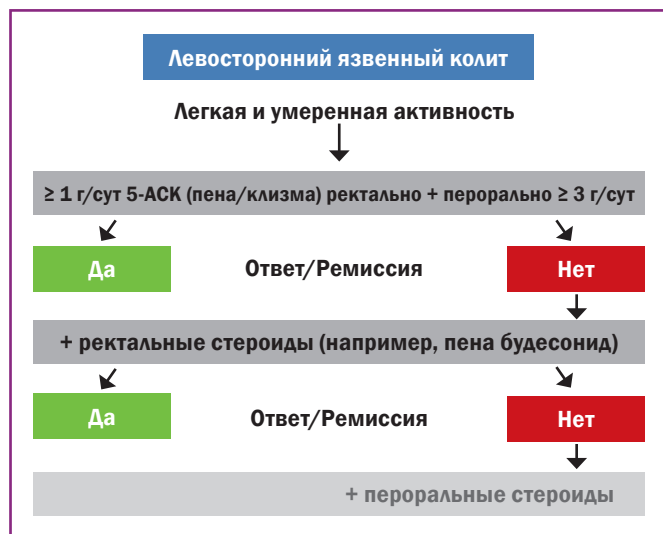 Левосторонний язвенный колит
Легкая и умеренная активность
≥ 1 г/сут 5-АСК (пена/клизма) ректально + перорально ≥ 3 г/сут
Да Ответ/Ремиссия Нет
+ ректальные стероиды (например, пена будесонид)
Да Ответ/Ремиссия Нет
+ пероральные стероиды